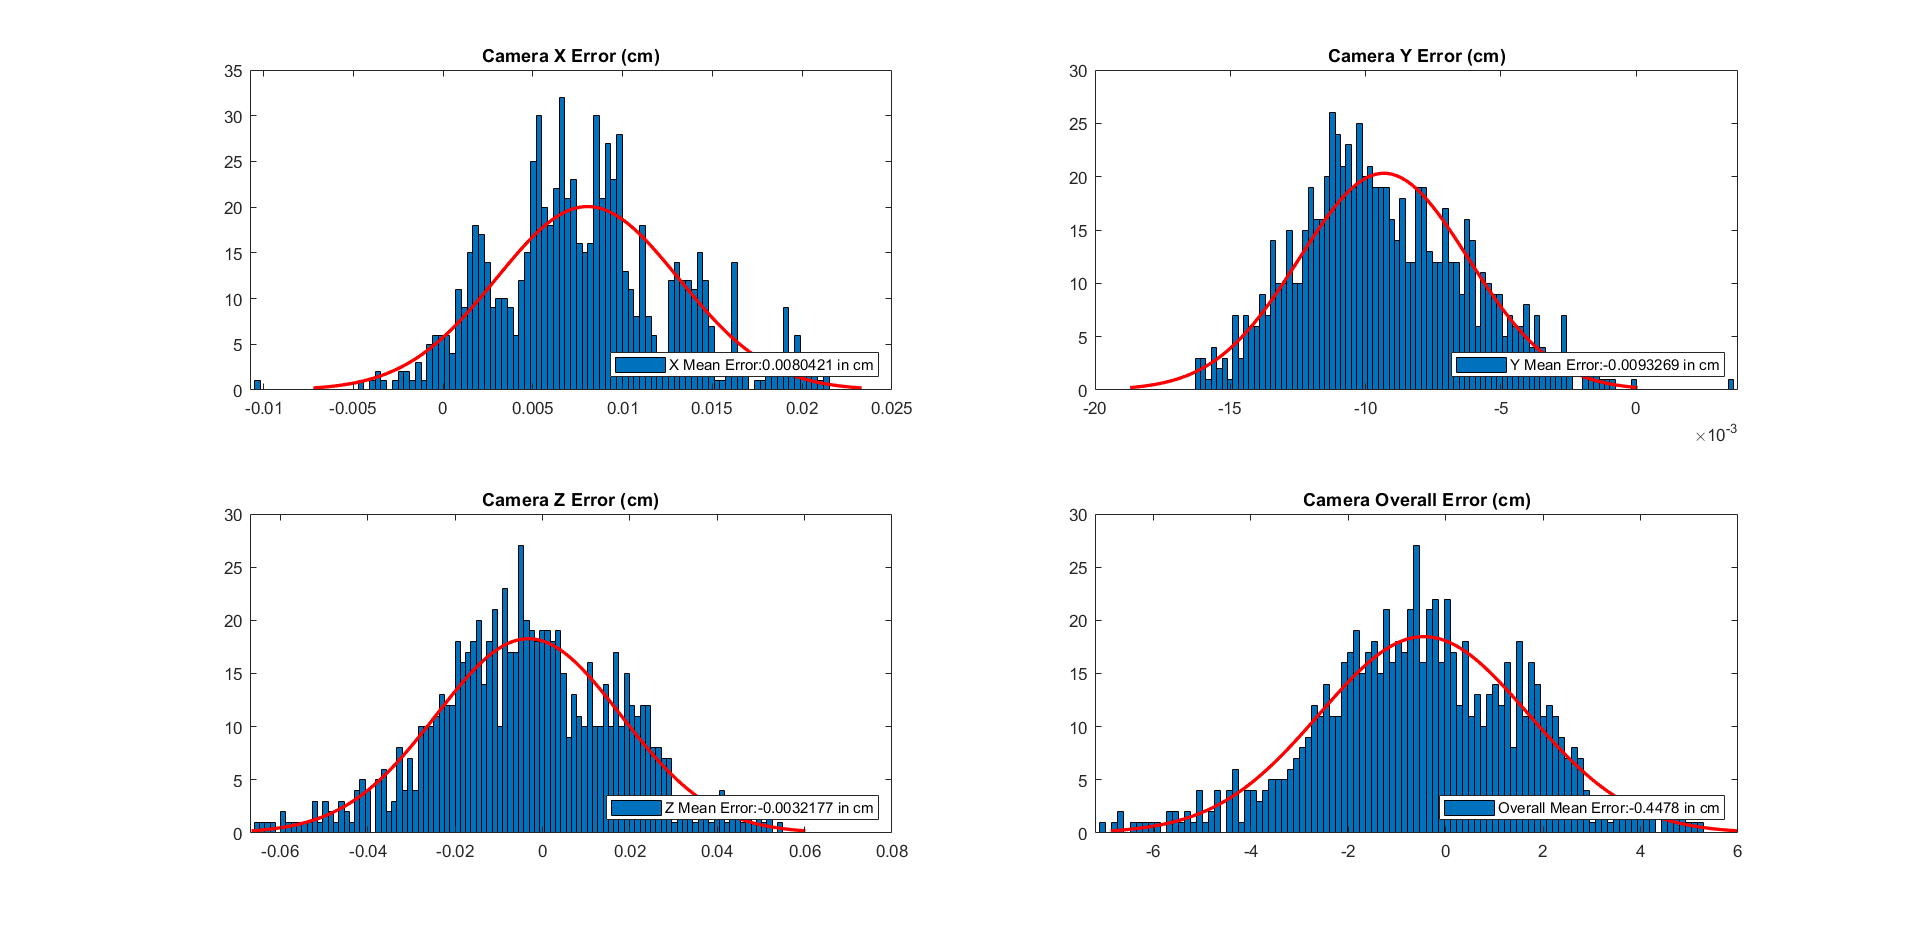 Camera X Error (cm)
35
30
25
20
15
10
5
0
X Mean Error:0.0080421 in cm
-0.01 -0.005 0 0.005 0.01 0.015 0.02 0.025
Camera Y Error (cm)
30
25
20
15
10
5
0
Y Mean Error:-0.0093269 in cm
-20 -15 -10 -5 0
×10-3
Camera Z Error (cm)
30
25
20
15
10
5
0
Z Mean Error:-0.0032177 in cm
-0.06 -0.04 -0.02 0 0.02 0.04 0.06 0.08
Camera Overall Error (cm)
30
25
20
15
10
5
0
Overall Mean Error:-0.4478 in cm
-6 -4 -2 0 2 4 6